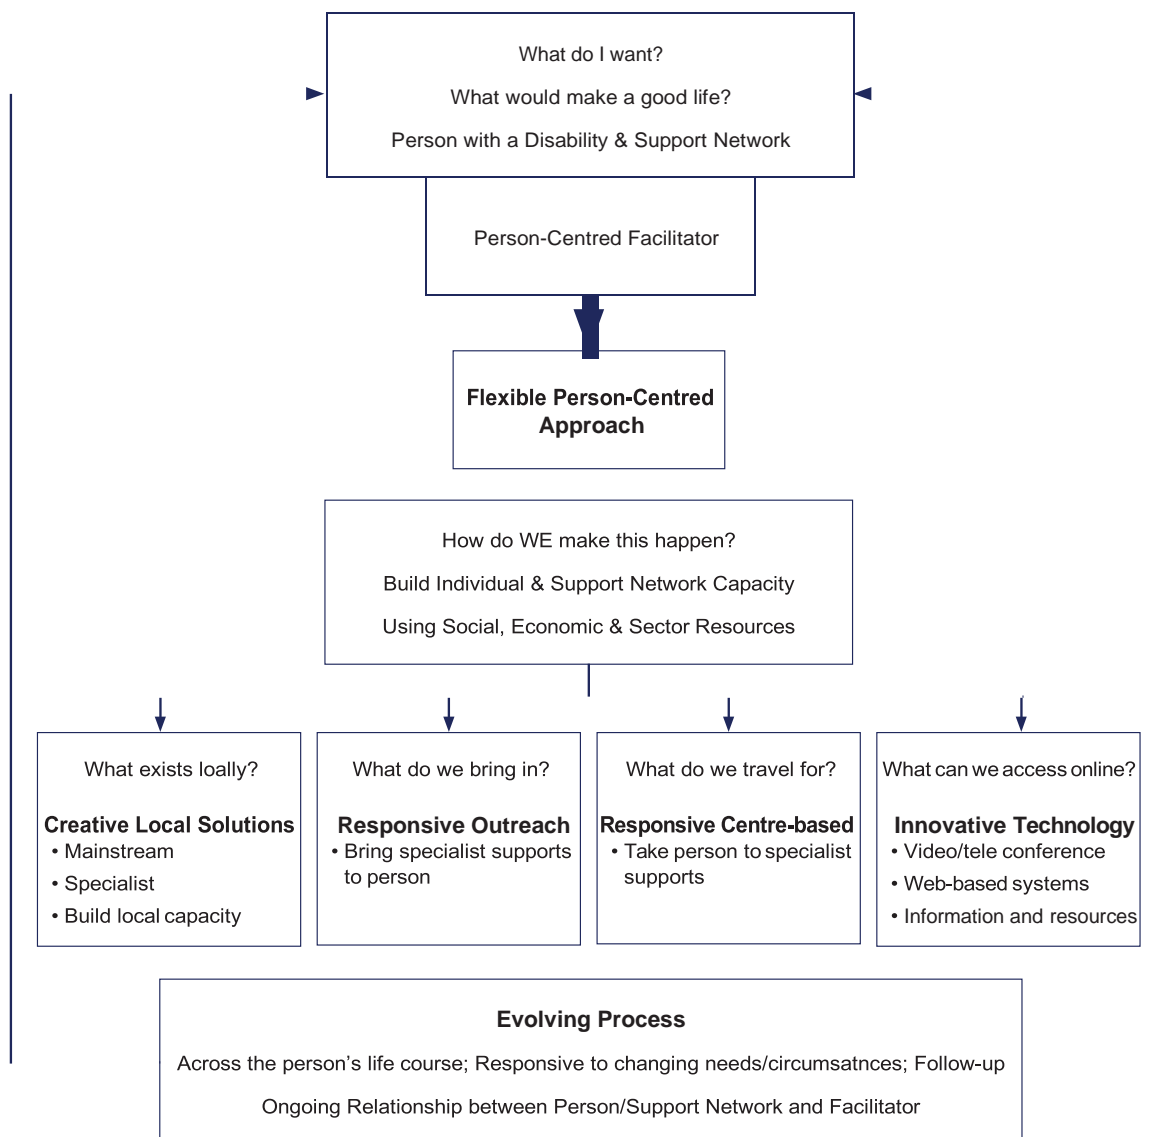 What do I want?
What would make a good life?
Person with a Disability & Support Network
Person-Centred Facilitator
Flexible Person-Centred
Approach
How do WE make this happen?
Build Individual & Support Network Capacity
Using Social, Economic & Sector Resources
What exists loally?
Creative Local Solutions
• Mainstream
• Specialist
• Build local capacity
What do we bring in?
Responsive Outreach
• Bring specialist supports
to person
What do we travel for?
Responsive Centre-based
• Take person to specialist
supports
What can we access online?
Innovative Technology
• Video/tele conference
• Web-based systems
• Information and resources
Evolving Process
Across the person’s life course; Responsive to changing needs/circumsatnces; Follow-up
Ongoing Relationship between Person/Support Network and Facilitator